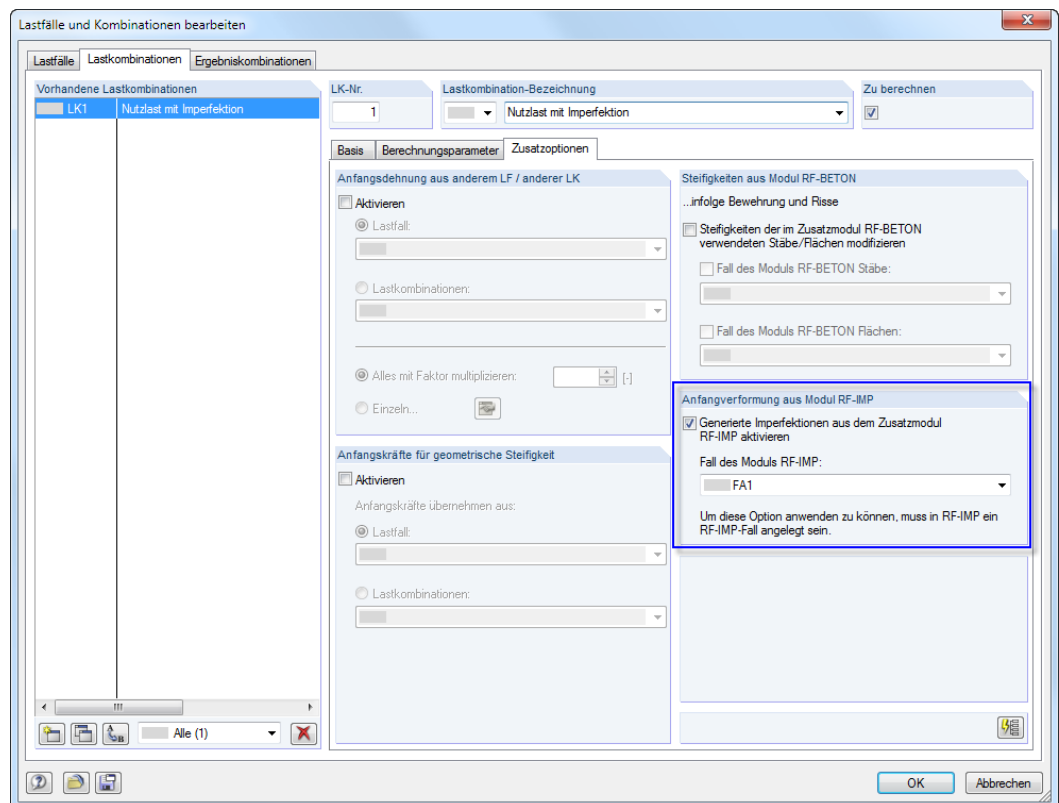 Lastfälle und Kombinationen bearbeiten
Lastfälle Lastkombinationen Ergebniskombinationen
Vorhandene Lastkombinationen
LK1 Nutzlast mit Imperfektion
Alle (1)
LK-Nr.
1
Lastkombination-Bezeichnung
Nutzlast mit Imperfektion
Zu berechnen
Basis Berechnungsparameter Zusatzoptionen
Anfangsdehnung aus anderem LF / anderer LK
Aktivieren
Lastfall:
Lastkombinationen:
Alles mit Faktor multiplizieren:
[-]
Einzeln...
Anfangskräfte für geometrische Steifigkeit
Aktivieren
Anfangskräfte übernehmen aus:
Lastfall:
Lastkombinationen:
Steifigkeiten aus Modul RF-BETON
...infolge Bewehrung und Risse
Steifigkeiten der im Zusatzmodul RF-BETON
verwendeten Stäbe/Flächen modifizieren
Fall des Moduls RF-BETON Stäbe:
Fall des Moduls RF-BETON Flächen:
Anfangverformung aus Modul RF-IMP
Generierte Imperfektionen aus dem Zusatzmodul
RF-IMP aktivieren
Fall des Moduls RF-IMP:
FA1
Um diese Option anwenden zu können, muss in RF-IMP ein
RF-IMP-Fall angelegt sein.
OK
Abbrechen